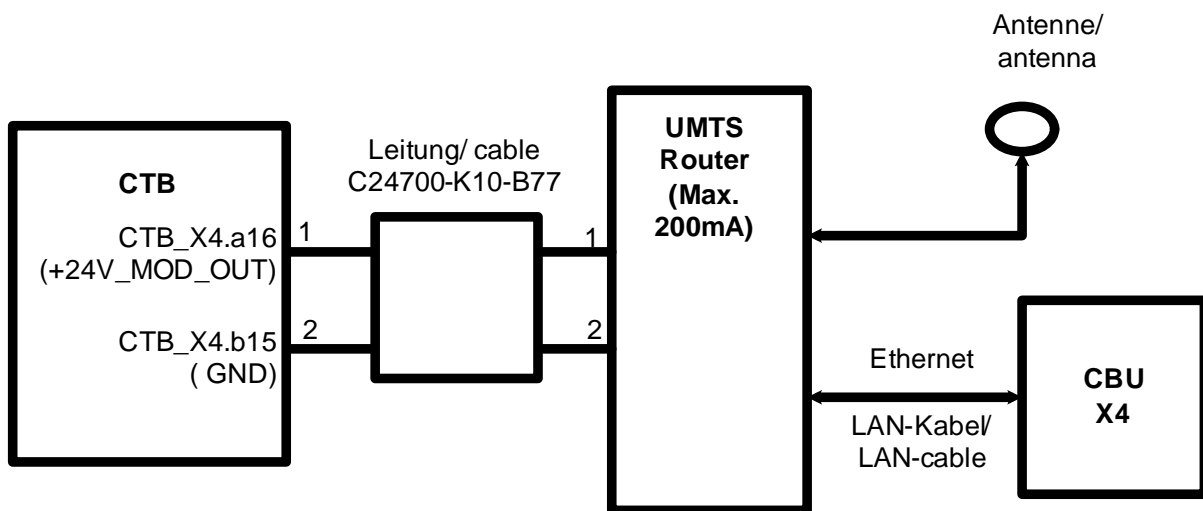 Antenne/
antenna
CTB
CTB_X4.a16
(+24V_MOD_OUT)
CTB_X4.b15
( GND)
1
2
Leitung/ cable
C24700-K10-B77
1
2
UMTS
Router
(Max.
200mA)
Ethernet
LAN-Kabel/
LAN-cable
CBU
X4